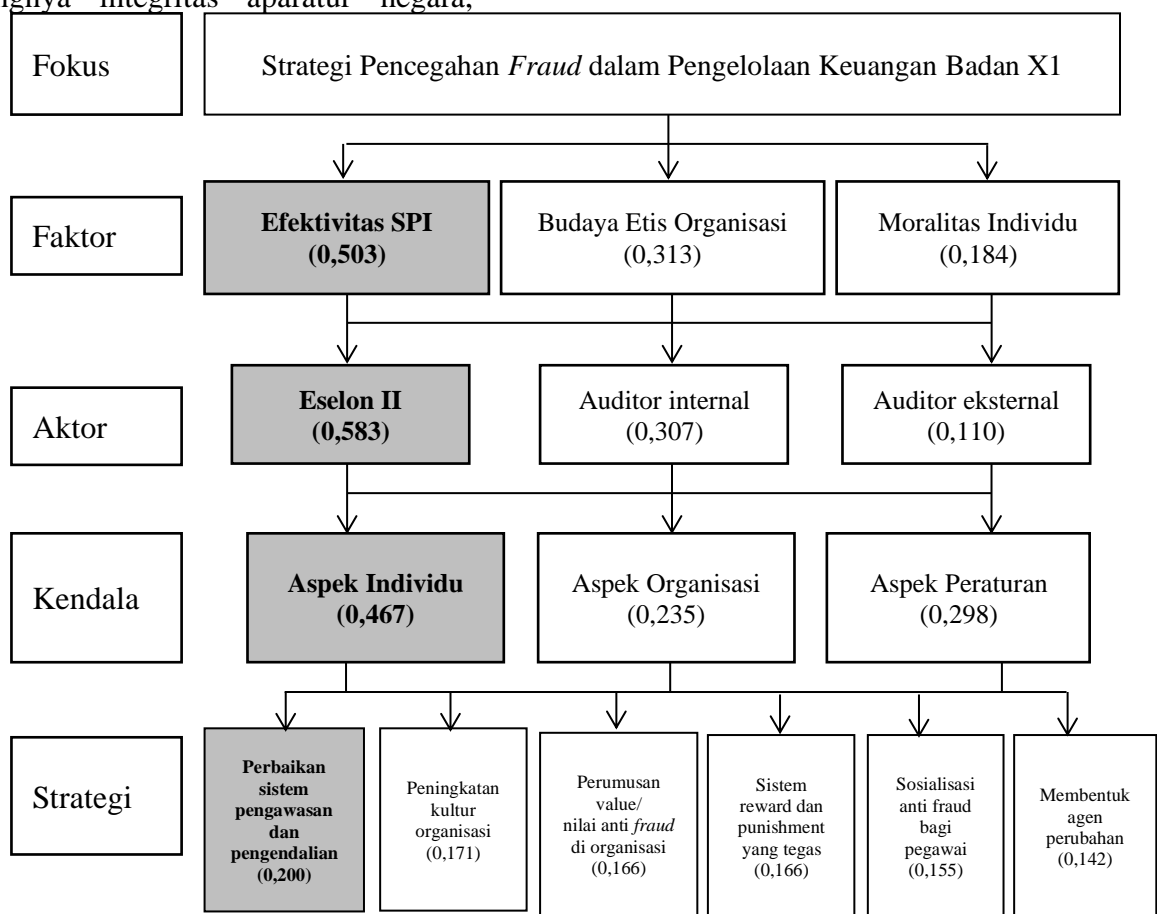 integritas aparatur negara,
Fokus
Strategi Pencegahan Fraud dalam Pengelolaan Keuangan Badan X1
Faktor
Efektivitas SPI
(0,503)
Budaya Etis Organisasi
(0,313)
Moralitas Individu
(0,184)
Aktor
Eselon II
(0,583)
Auditor internal
(0,307)
Auditor eksternal
(0,110)
Kendala
Aspek Individu
(0,467)
Aspek Organisasi
(0,235)
Aspek Peraturan
(0,298)
Strategi
Perbaikan
sistem
pengawasan
dan
pengendalian
(0,200)
Peningkatan
kultur
organisasi
(0,171)
Perumusan
value/
nilai anti fraud
di organisasi
(0,166)
Sistem
reward dan
punishment
yang tegas
(0,166)
Sosialisasi
anti fraud
bagi
pegawai
(0,155)
Membentuk
agen
perubahan
(0,142)